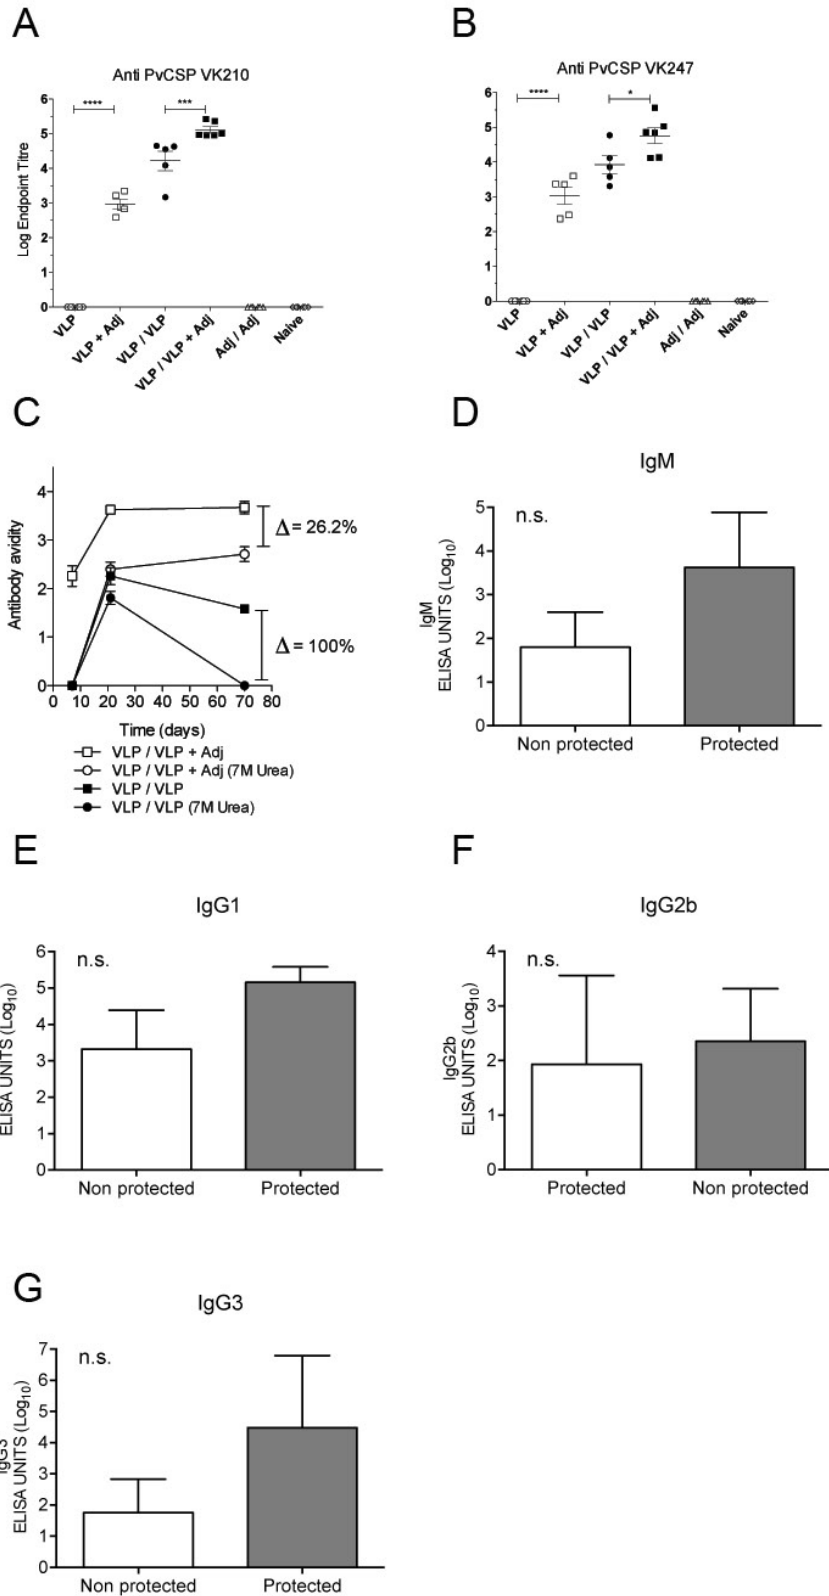 A
Anti PvCSP VK210
****
***
Log Endpoint Titre
6
5
4
3
2
1
0
VLP
VLP + Adj
VLP / VLP
VLP / VLP + Adj
Adj / Adj
Naive
B
Anti PvCSP VK247
****
*
6
5
4
3
2
1
0
VLP
VLP + Adj
VLP / VLP
VLP / VLP + Adj
Adj / Adj
Naive
C
Antibody avidity
4
3
2
1
0
0 10 20 30 40 50 60 70 80
Time (days)
Δ = 26.2%
Δ = 100%
VLP / VLP + Adj
VLP / VLP + Adj (7M Urea)
VLP / VLP
VLP / VLP (7M Urea)
D
IgM
n.s.
IgM
ELISA UNITS (Log10)
5
4
3
2
1
0
Non protected Protected
E
IgG1
n.s.
ELISA UNITS (Log10)
6
5
4
3
2
1
0
Non protected Protected
F
IgG2b
n.s.
IgG2b
ELISA UNITS (Log10)
4
3
2
1
0
Protected Non protected
G
IgG3
n.s.
IgG3
ELISA UNITS (Log10)
7
6
5
4
3
2
1
0
Non protected Protected